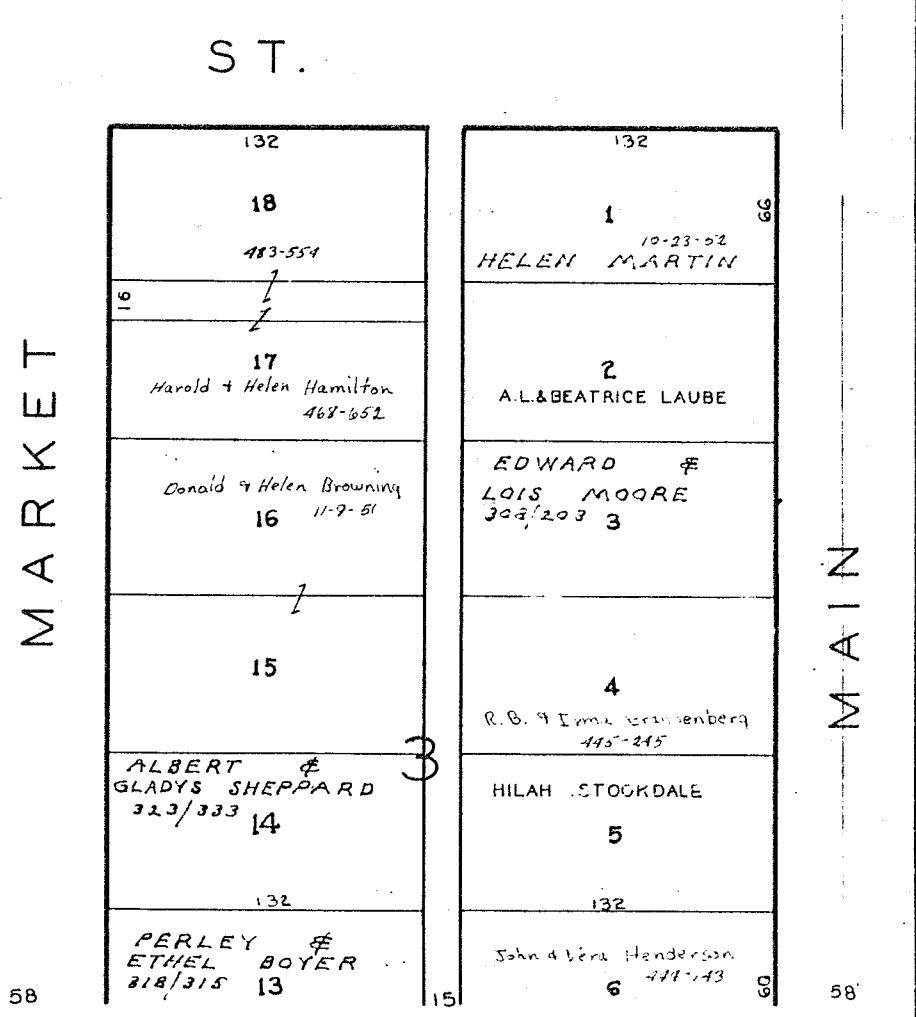 ST.
MARKET
132
18
483-554
16
17
Harold & Helen Hamilton
468-652
Donald & Helen Browning
11-9-51
16
15
3
ALBERT &
GLADYS SHEPPARD
323/333
14
132
PERLEY &
ETHEL BOYER
318/315
13
58
15
132
1
66
10-23-52
HELEN MARTIN
2
A.L.&BEATRICE LAUBE
EDWARD &
LOIS MOORE
308/203
3
4
R.B. & Irma
445-245
HILAH STOCKDALE
5
132
John & Vera Henderson
6
60
MAIN
58'